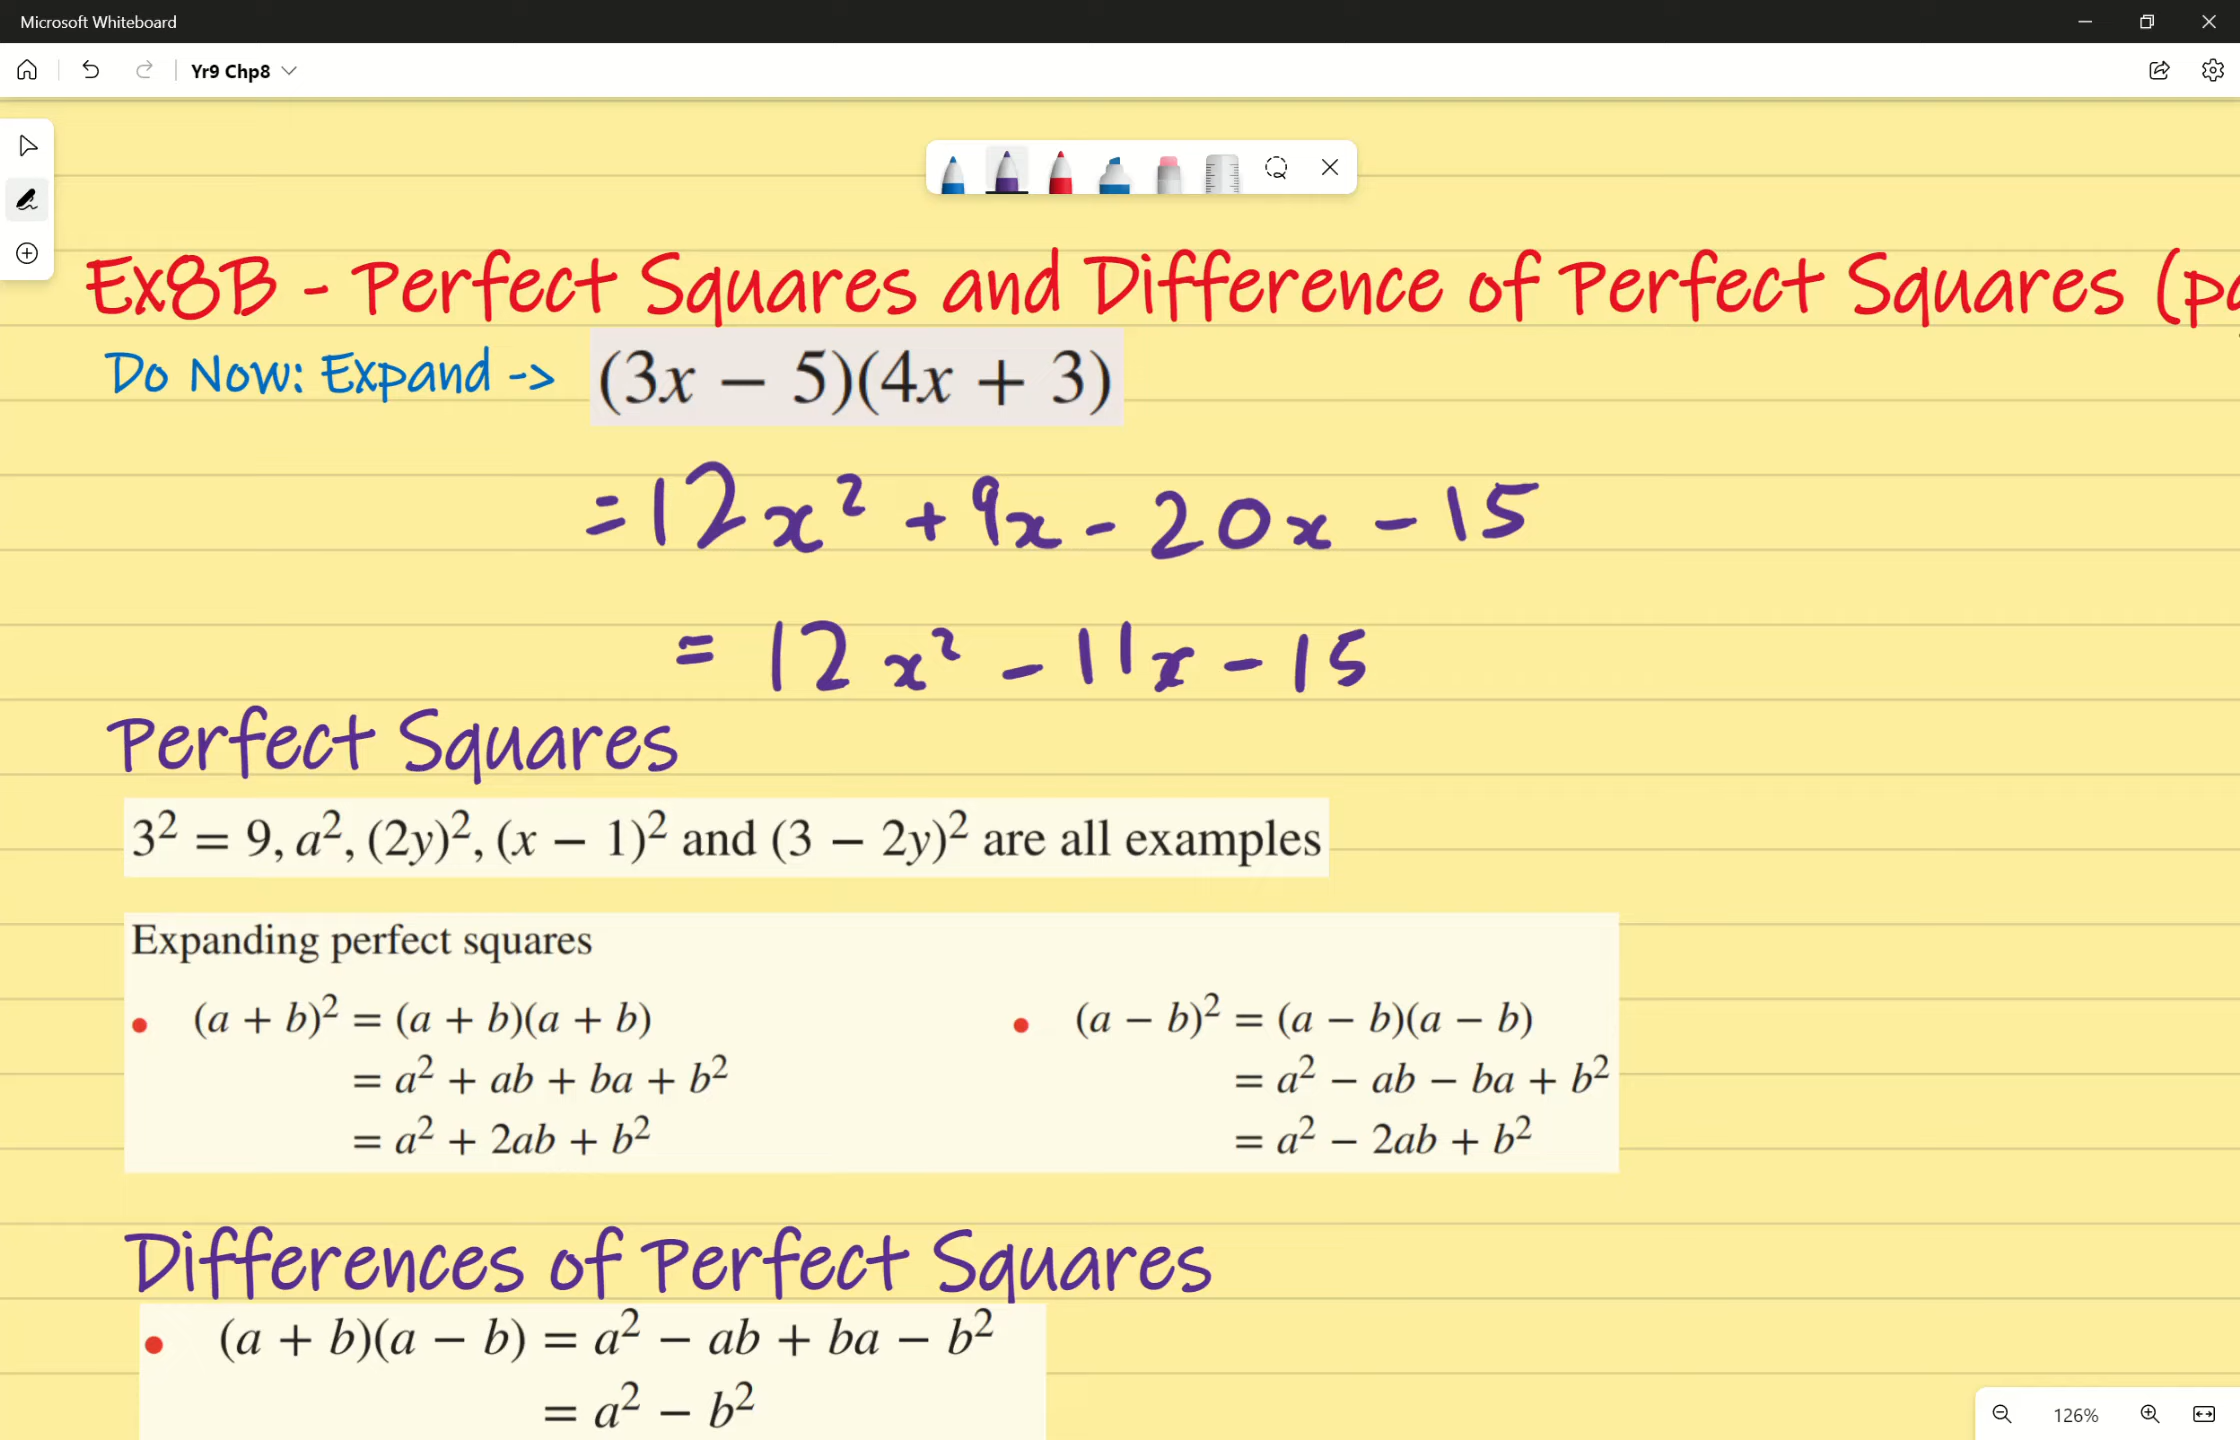 Microsoft Whiteboard
Yr9 Chp8
Ex8B - Perfect Squares and Difference of Perfect Squares
Do Now: Expand -> (3x − 5)(4x + 3)
= 12x² + 9x - 20x - 15
= 12x² - 11x - 15
Perfect Squares
3² = 9, a², (2y)², (x − 1)² and (3 − 2y)² are all examples
Expanding perfect squares
• (a + b)² = (a + b)(a + b)
= a² + ab + ba + b²
= a² + 2ab + b²
• (a − b)² = (a − b)(a − b)
= a² − ab − ba + b²
= a² − 2ab + b²
Differences of Perfect Squares
• (a + b)(a − b) = a² − ab + ba − b²
= a² − b²
126%